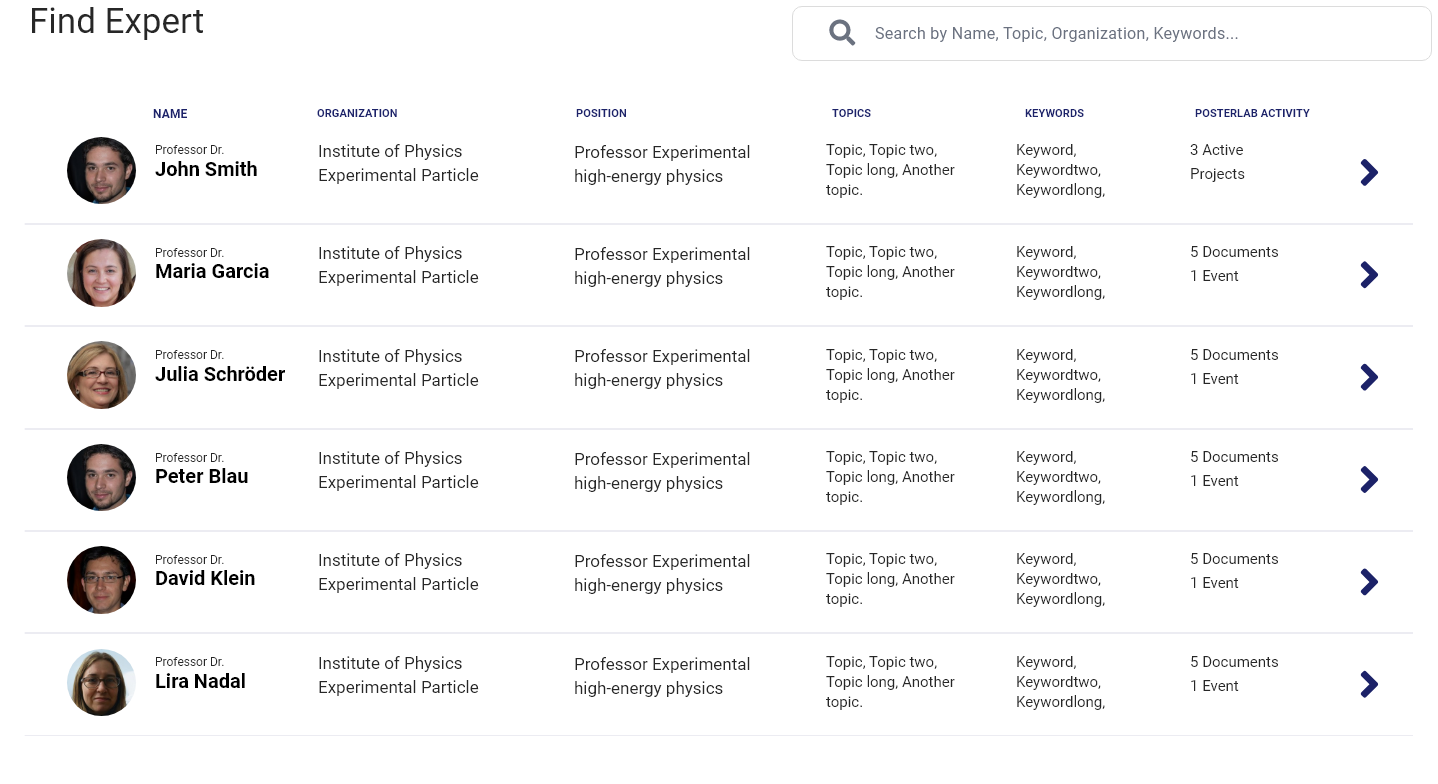 Find Expert
Search by Name, Topic, Organization, Keywords...
NAME ORGANIZATION POSITION TOPICS KEYWORDS POSTERLAB ACTIVITY
Professor Dr.
John Smith
Institute of Physics
Experimental Particle
Professor Experimental
high-energy physics
Topic, Topic two,
Topic long, Another
topic.
Keyword,
Keywordtwo,
Keywordlong,
3 Active
Projects
Professor Dr.
Maria Garcia
Institute of Physics
Experimental Particle
Professor Experimental
high-energy physics
Topic, Topic two,
Topic long, Another
topic.
Keyword,
Keywordtwo,
Keywordlong,
5 Documents
1 Event
Professor Dr.
Julia Schröder
Institute of Physics
Experimental Particle
Professor Experimental
high-energy physics
Topic, Topic two,
Topic long, Another
topic.
Keyword,
Keywordtwo,
Keywordlong,
5 Documents
1 Event
Professor Dr.
Peter Blau
Institute of Physics
Experimental Particle
Professor Experimental
high-energy physics
Topic, Topic two,
Topic long, Another
topic.
Keyword,
Keywordtwo,
Keywordlong,
5 Documents
1 Event
Professor Dr.
David Klein
Institute of Physics
Experimental Particle
Professor Experimental
high-energy physics
Topic, Topic two,
Topic long, Another
topic.
Keyword,
Keywordtwo,
Keywordlong,
5 Documents
1 Event
Professor Dr.
Lira Nadal
Institute of Physics
Experimental Particle
Professor Experimental
high-energy physics
Topic, Topic two,
Topic long, Another
topic.
Keyword,
Keywordtwo,
Keywordlong,
5 Documents
1 Event